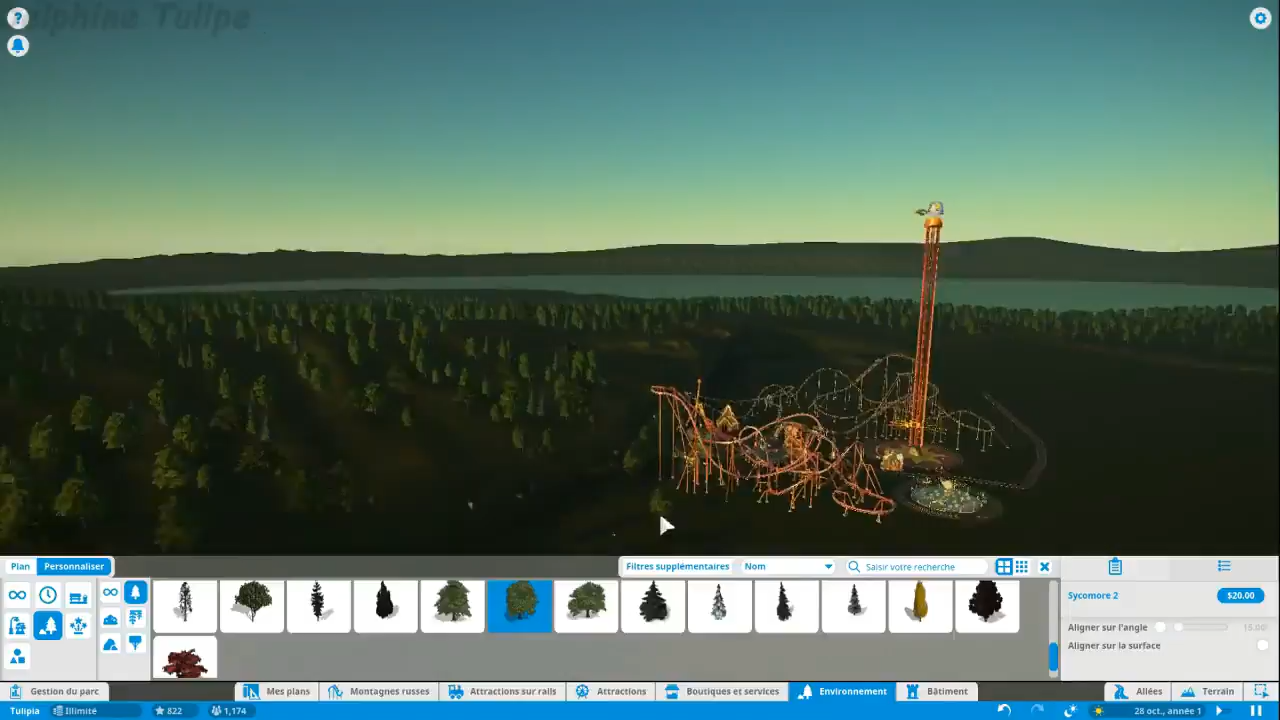 Tulipe
Plan
Personnaliser
Filtres supplémentaires
Nom
Saisir votre recherche
Sycomore 2
$20.00
Aligner sur l'angle
15.00
Aligner sur la surface
Gestion du parc
Mes plans
Montagnes russes
Attractions sur rails
Attractions
Boutiques et services
Environnement
Bâtiment
Allées
Terrain
Tulipia
Illimité
822
1,174
28 oct., année 1